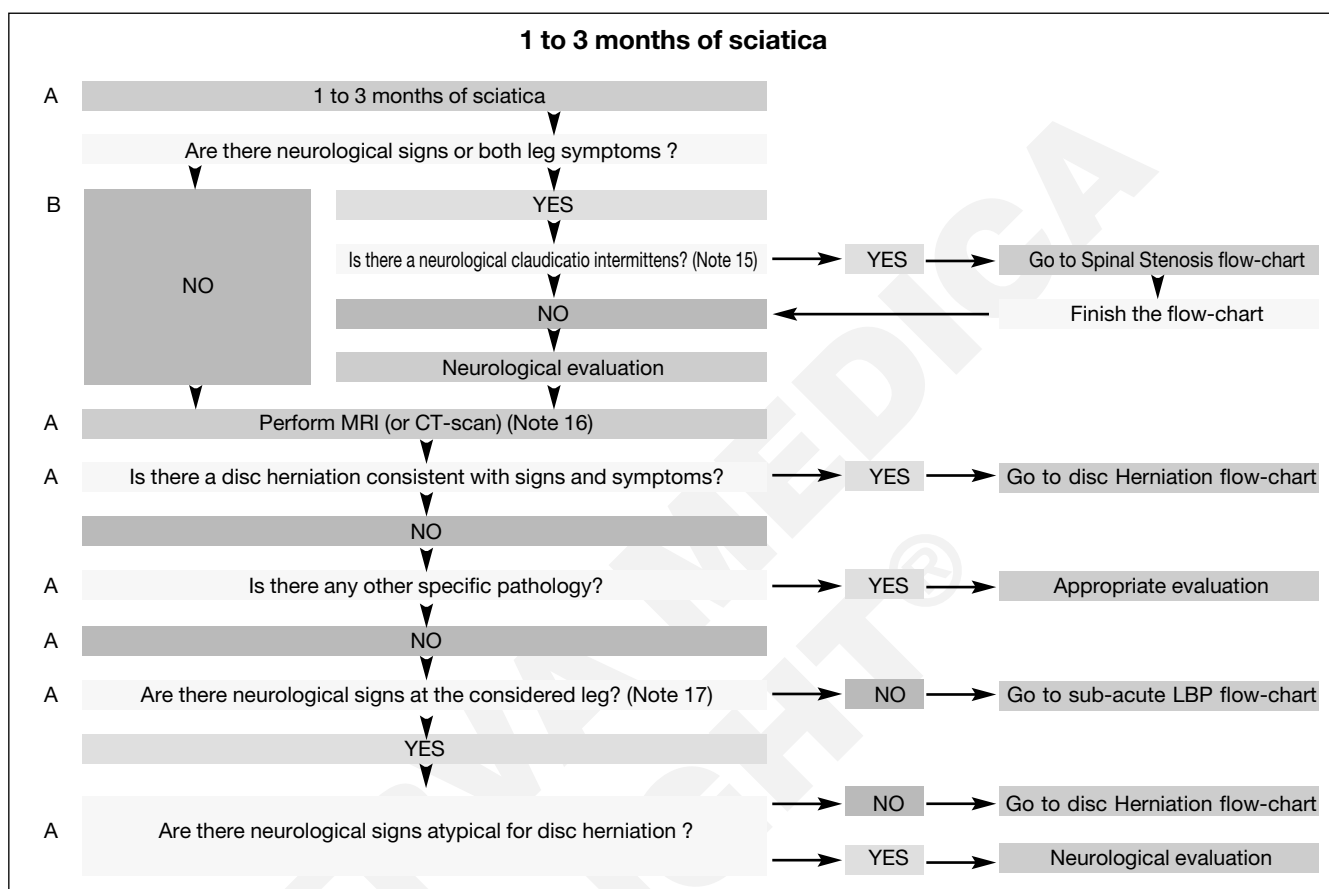 1 to 3 months of sciatica
A 1 to 3 months of sciatica
Are there neurological signs or both leg symptoms ?
B NO YES
Is there a neurological claudicatio intermittens? (Note 15) YES Go to Spinal Stenosis flow-chart
NO Finish the flow-chart
Neurological evaluation
A Perform MRI (or CT-scan) (Note 16)
A Is there a disc herniation consistent with signs and symptoms? YES Go to disc Herniation flow-chart
NO
A Is there any other specific pathology? YES Appropriate evaluation
A NO
A Are there neurological signs at the considered leg? (Note 17) NO Go to sub-acute LBP flow-chart
YES
A Are there neurological signs atypical for disc herniation ? NO Go to disc Herniation flow-chart
YES Neurological evaluation
MEDICA
®